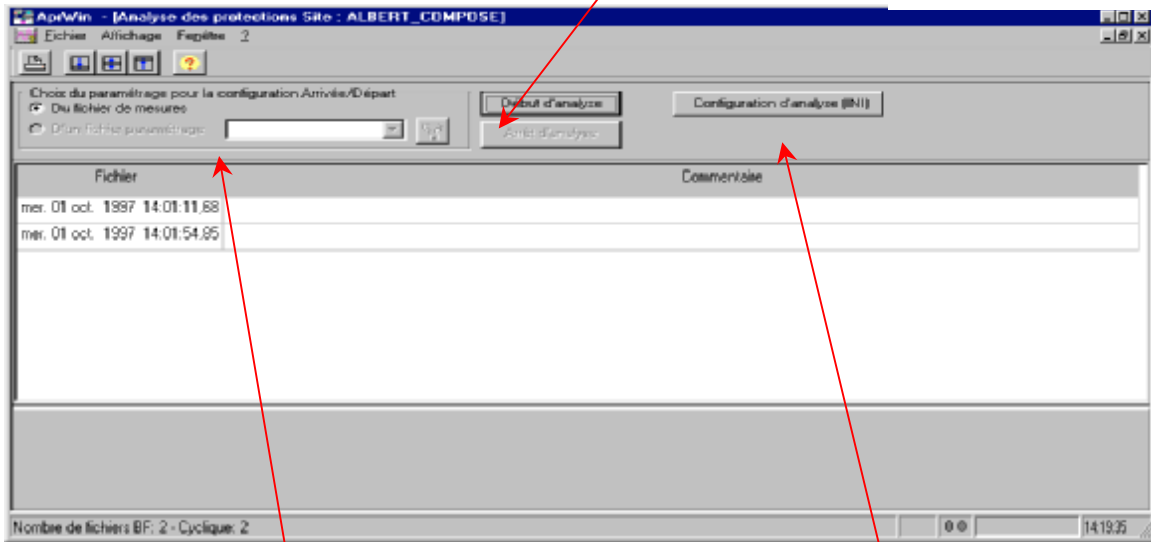 AprWin - [Analyse des protections Site : ALBERT_COMPOSE]
Fichier Affichage Fenêtre ?
Choix du paramétrage pour la configuration Arrivée/Départ
Du fichier de mesures
D'un fichier paramétrage
Début d'analyse
Arrêt d'analyse
Configuration d'analyse (INI)
Fichier Commentaire
mer. 01 oct. 1997 14:01:11,68
mer. 01 oct. 1997 14:01:54,85
Nombre de fichiers BF: 2 - Cyclique: 2
0 0
14:19:35